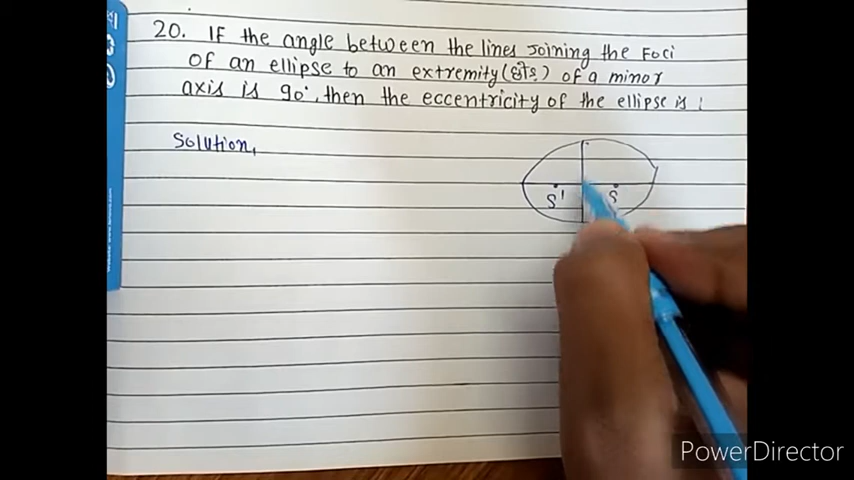 20. If the angle between the lines Joining the Foci
of an ellipse to an extremity (छेउ) of a minor
axis is 90°, then the eccentricity of the ellipse is :
Solution,
S' S
PowerDirector